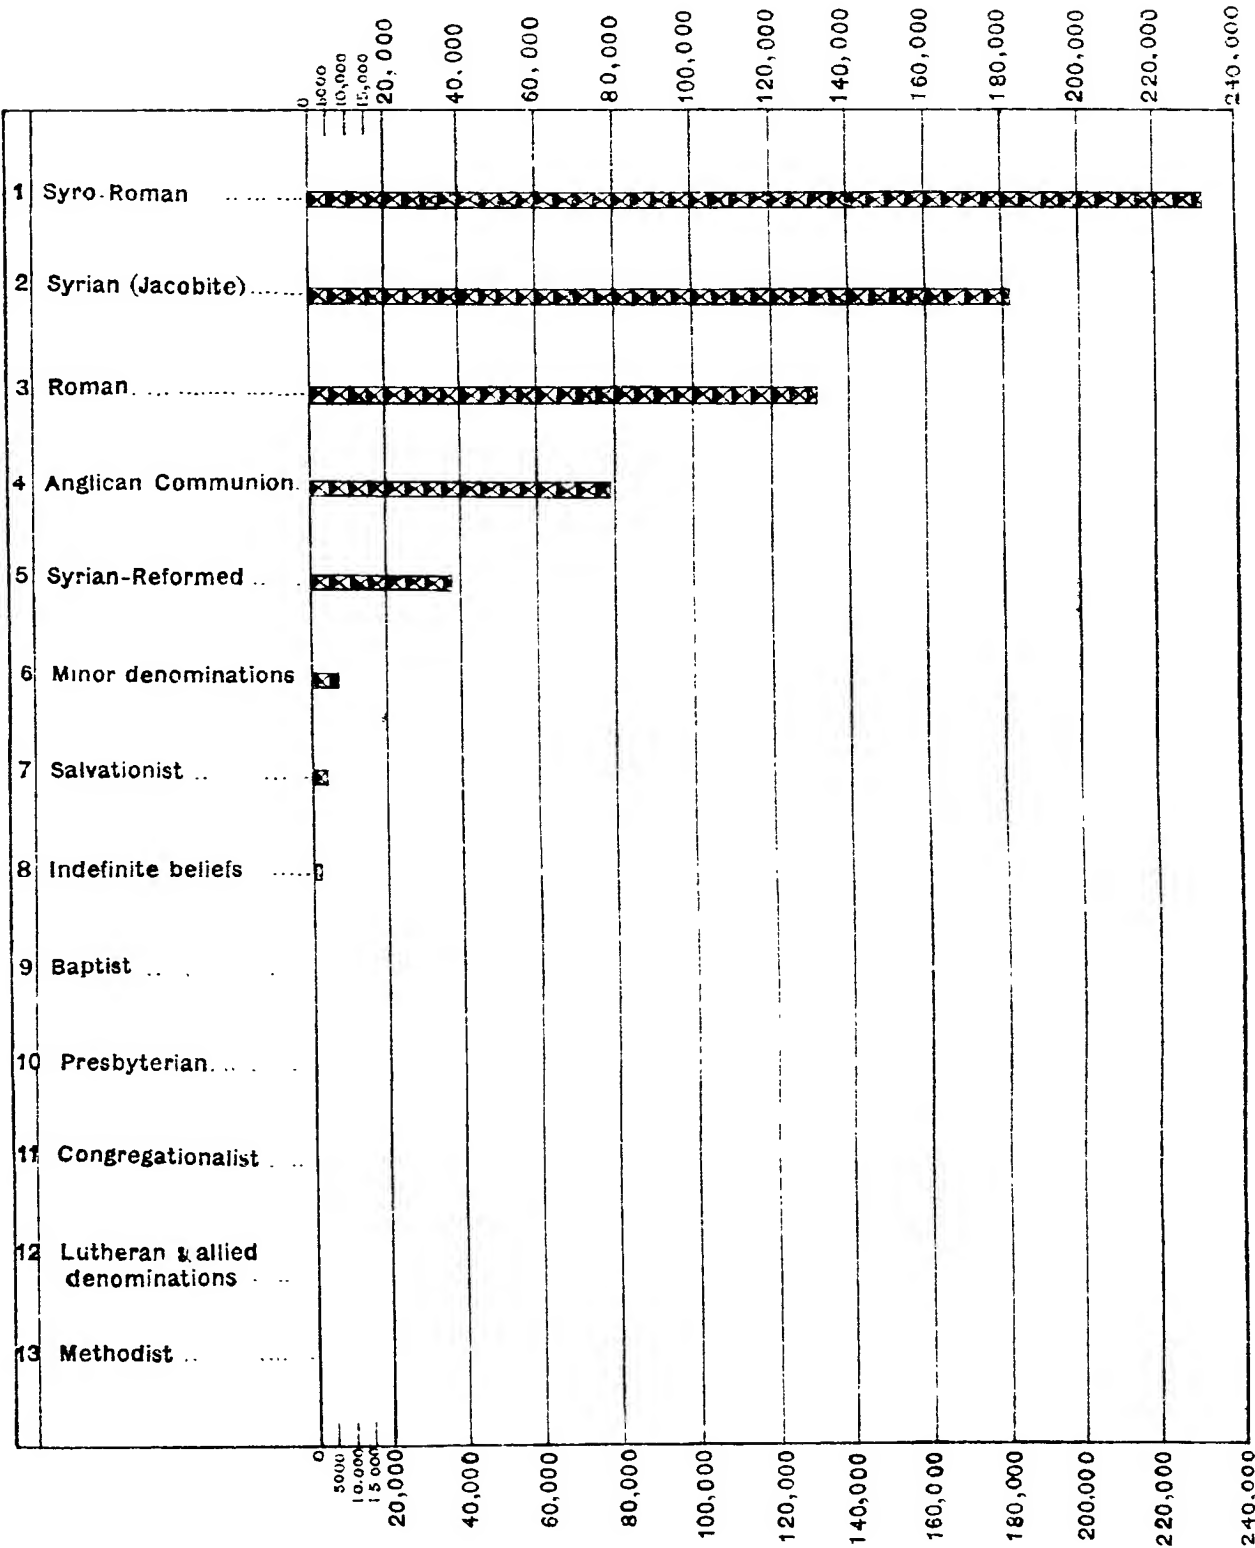 0 5000 10,000 15,000 20,000 40.000 60,000 80,000 100,000 120,000 140,000 160,000 180,000 200,000 220,000 240.000
1 Syro-Roman
2 Syrian (Jacobite)
3 Roman
4 Anglican Communion
5 Syrian-Reformed
6 Minor denominations
7 Salvationist
8 Indefinite beliefs
9 Baptist
10 Presbyterian
11 Congregationalist
12 Lutheran & allied
denominations
13 Methodist
0 5000 10.000 15.000 20,000 40,000 60,000 80,000 100,000 120,000 140,000 160,000 180,000 200.000 220,000 240.000